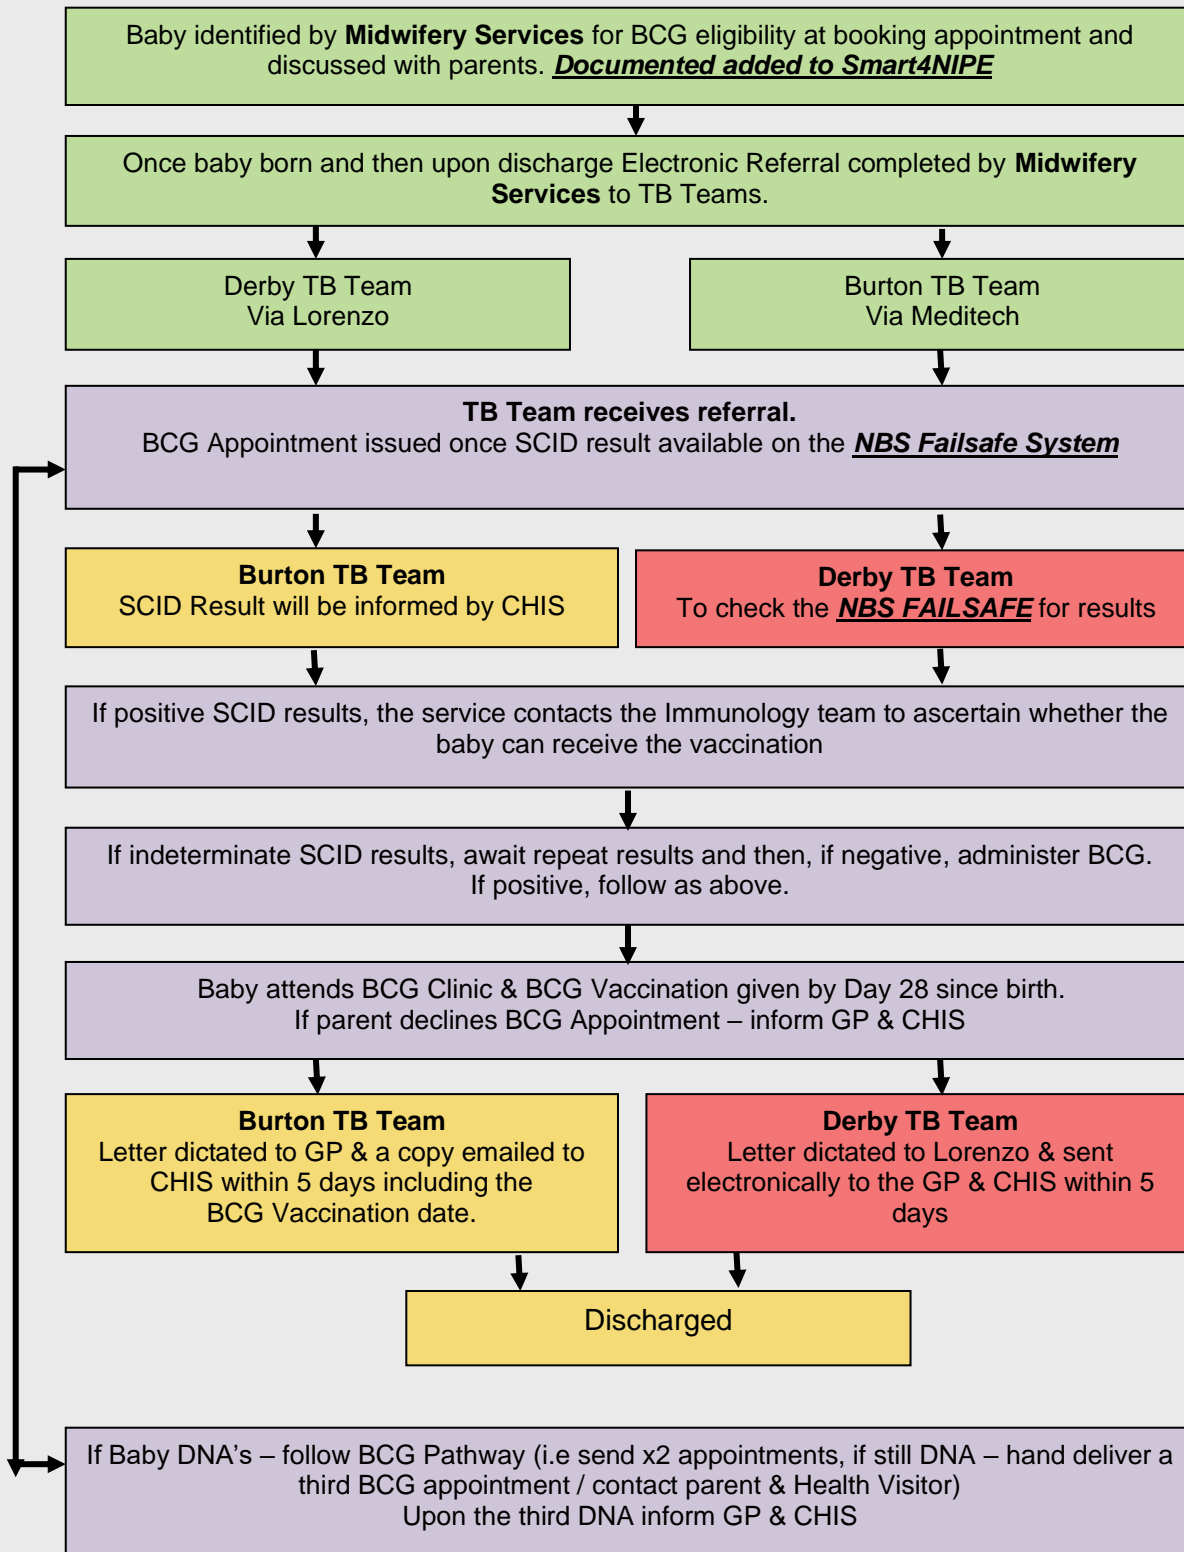 Baby identified by Midwifery Services for BCG eligibility at booking appointment and
discussed with parents. Documented added to Smart4NIPE
Once baby born and then upon discharge Electronic Referral completed by Midwifery
Services to TB Teams.
Derby TB Team
Via Lorenzo
Burton TB Team
Via Meditech
TB Team receives referral.
BCG Appointment issued once SCID result available on the NBS Failsafe System
Burton TB Team
SCID Result will be informed by CHIS
Derby TB Team
To check the NBS FAILSAFE for results
If positive SCID results, the service contacts the Immunology team to ascertain whether the
baby can receive the vaccination
If indeterminate SCID results, await repeat results and then, if negative, administer BCG.
If positive, follow as above.
Baby attends BCG Clinic & BCG Vaccination given by Day 28 since birth.
If parent declines BCG Appointment – inform GP & CHIS
Burton TB Team
Letter dictated to GP & a copy emailed to
CHIS within 5 days including the
BCG Vaccination date.
Derby TB Team
Letter dictated to Lorenzo & sent
electronically to the GP & CHIS within 5
days
Discharged
If Baby DNA's – follow BCG Pathway (i.e send x2 appointments, if still DNA – hand deliver a
third BCG appointment / contact parent & Health Visitor)
Upon the third DNA inform GP & CHIS